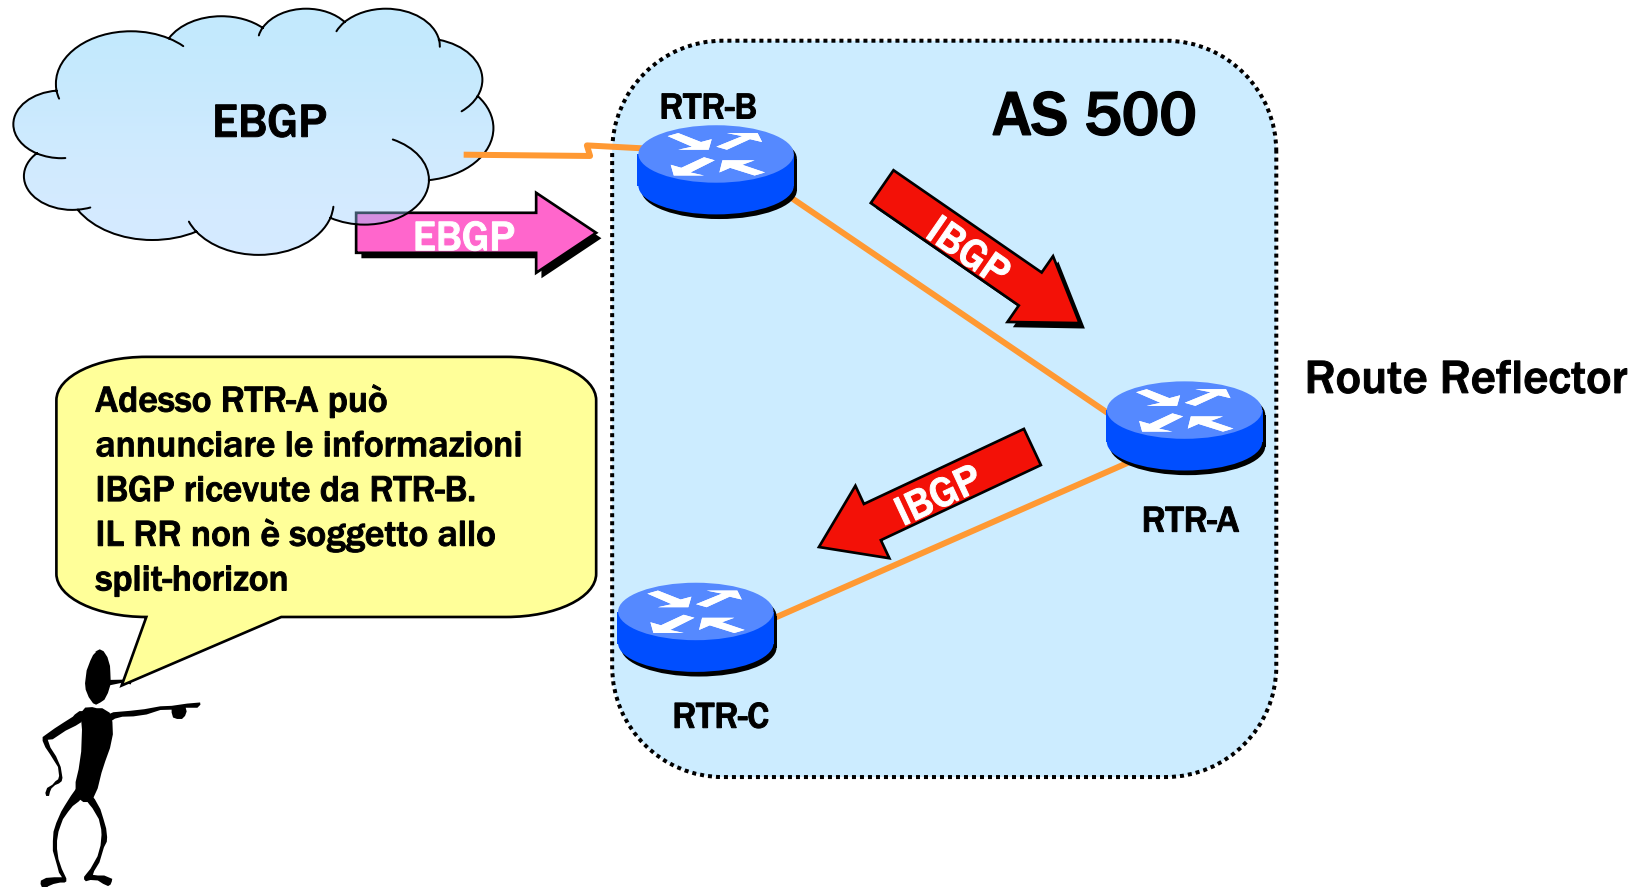 EBGP
RTR-B
AS 500
EBGP
IBGP
Route Reflector
Adesso RTR-A può
annunciare le informazioni
IBGP ricevute da RTR-B.
IL RR non è soggetto allo
split-horizon
IBGP
RTR-A
RTR-C